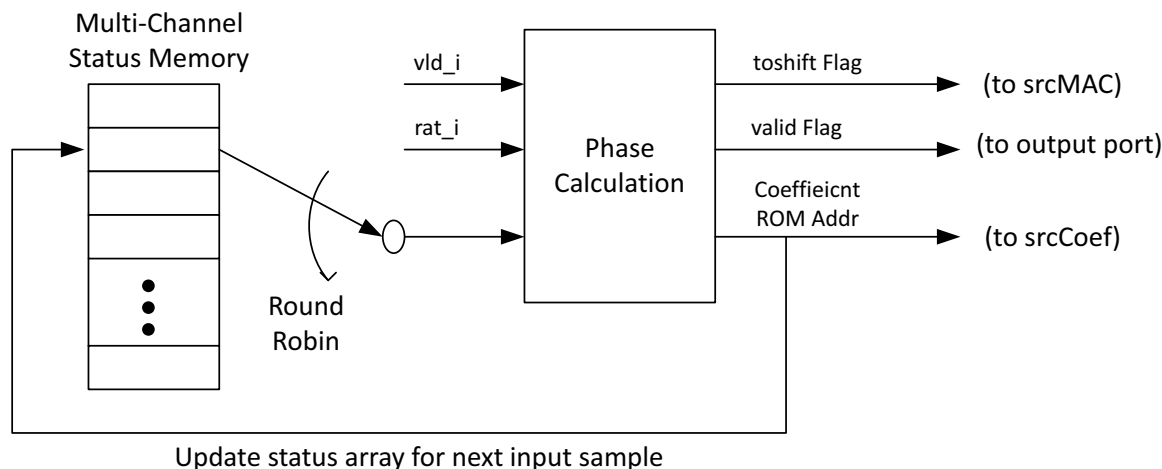 Multi-Channel
Status Memory
vld_i
rat_i
Round
Robin
Phase
Calculation
toshift Flag
valid Flag
Coeffieicnt
ROM Addr
(to srcMAC)
(to output port)
(to srcCoef)
Update status array for next input sample